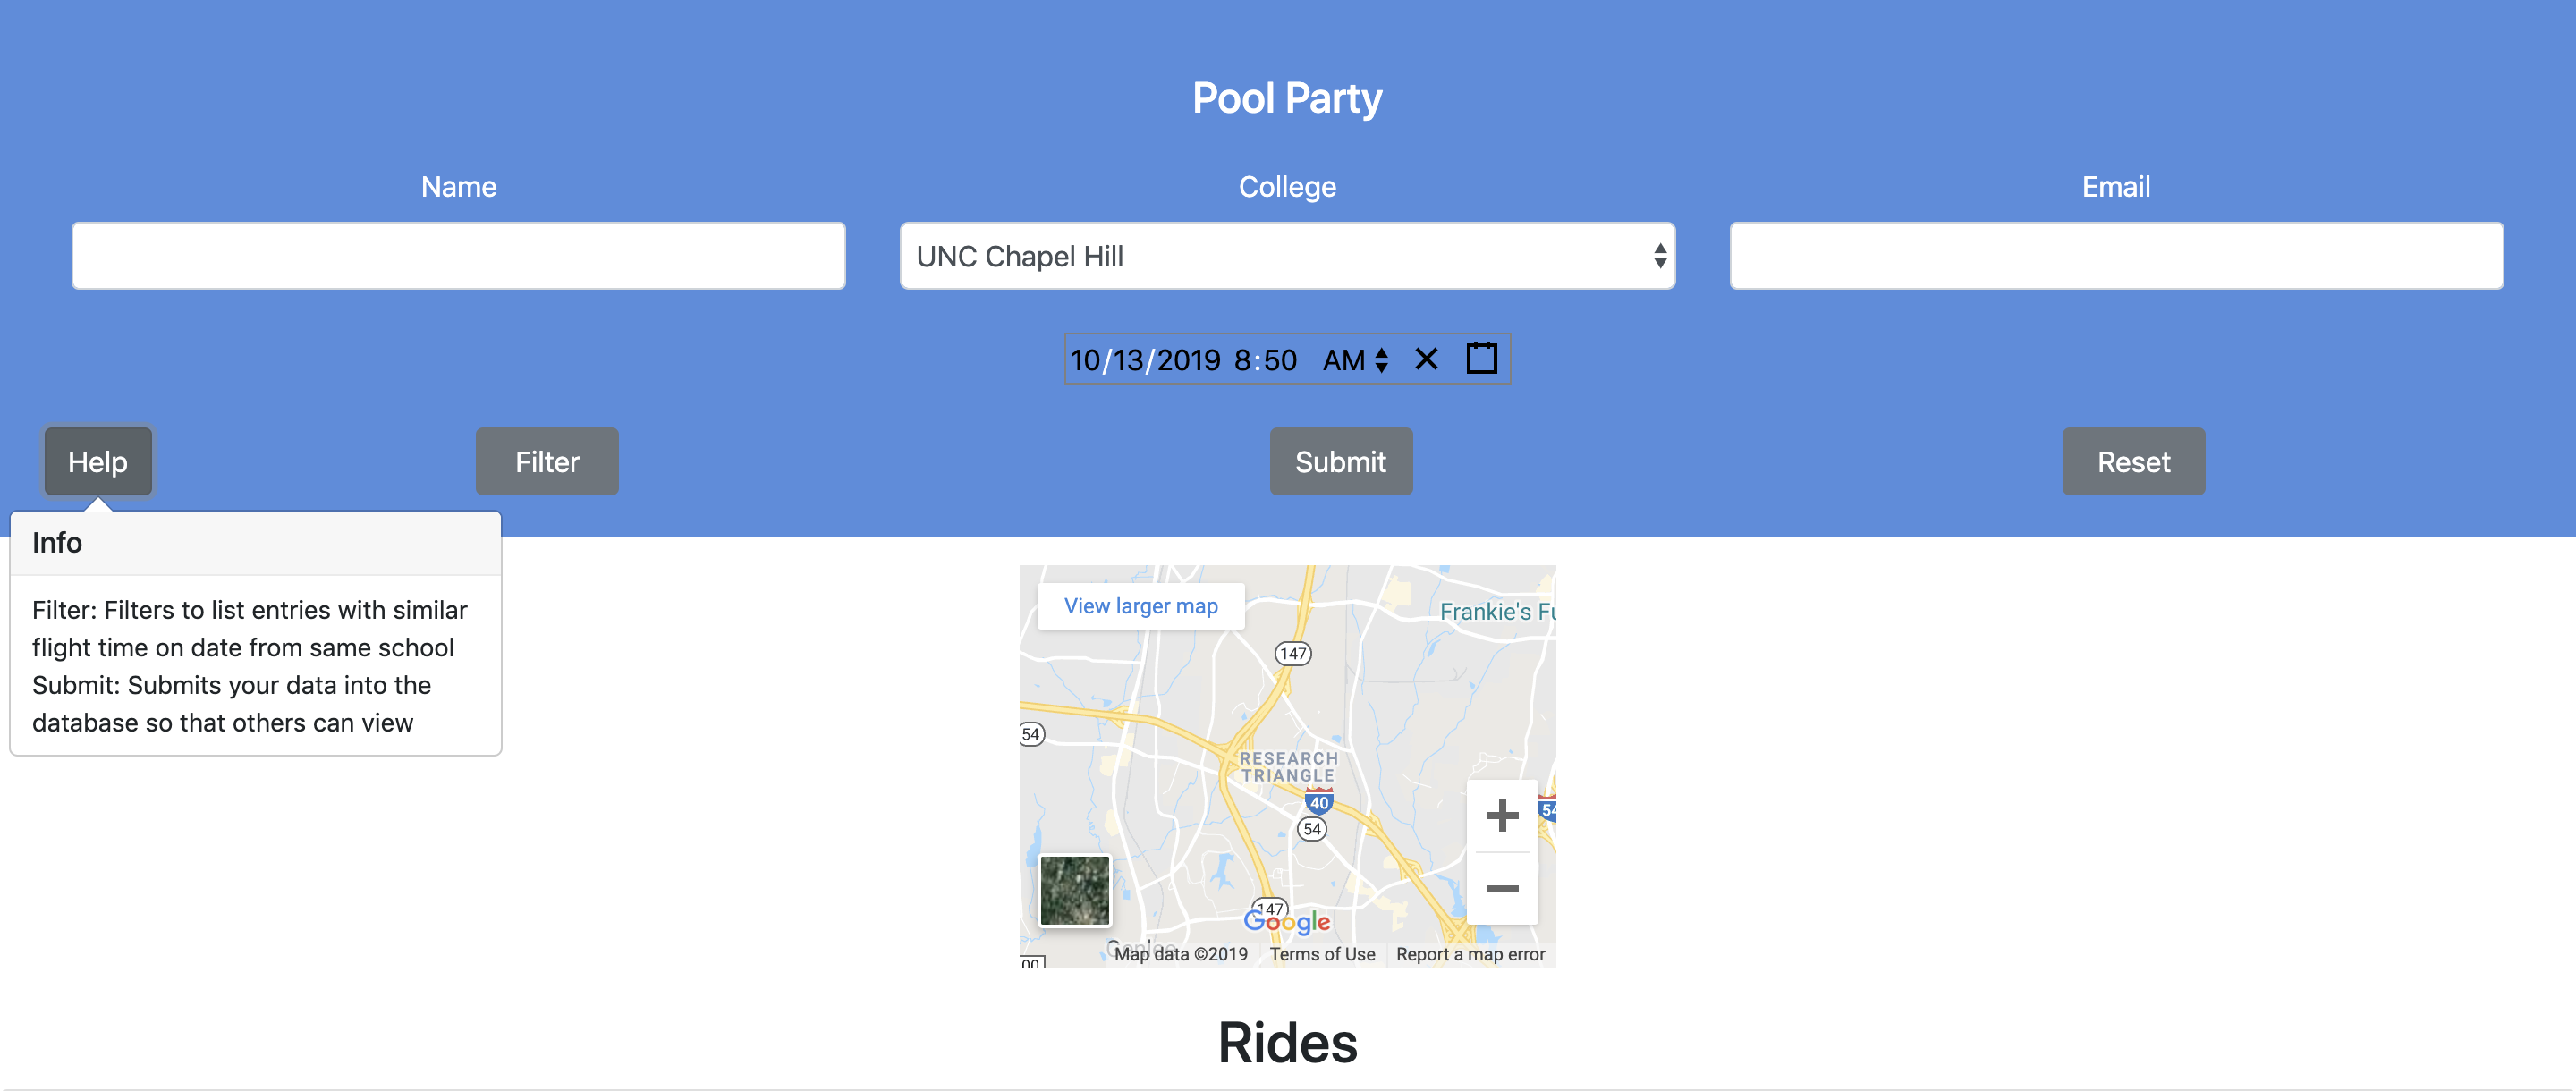 Pool Party
Name
College
Email
UNC Chapel Hill
10/13/2019 8:50 AM
Help
Filter
Submit
Reset
Info
Filter: Filters to list entries with similar
flight time on date from same school
Submit: Submits your data into the
database so that others can view
View larger map
Frankie's Fu
147
54
RESEARCH
TRIANGLE
40
54
54
147
Google
Map data ©2019
Terms of Use
Report a map error
Rides